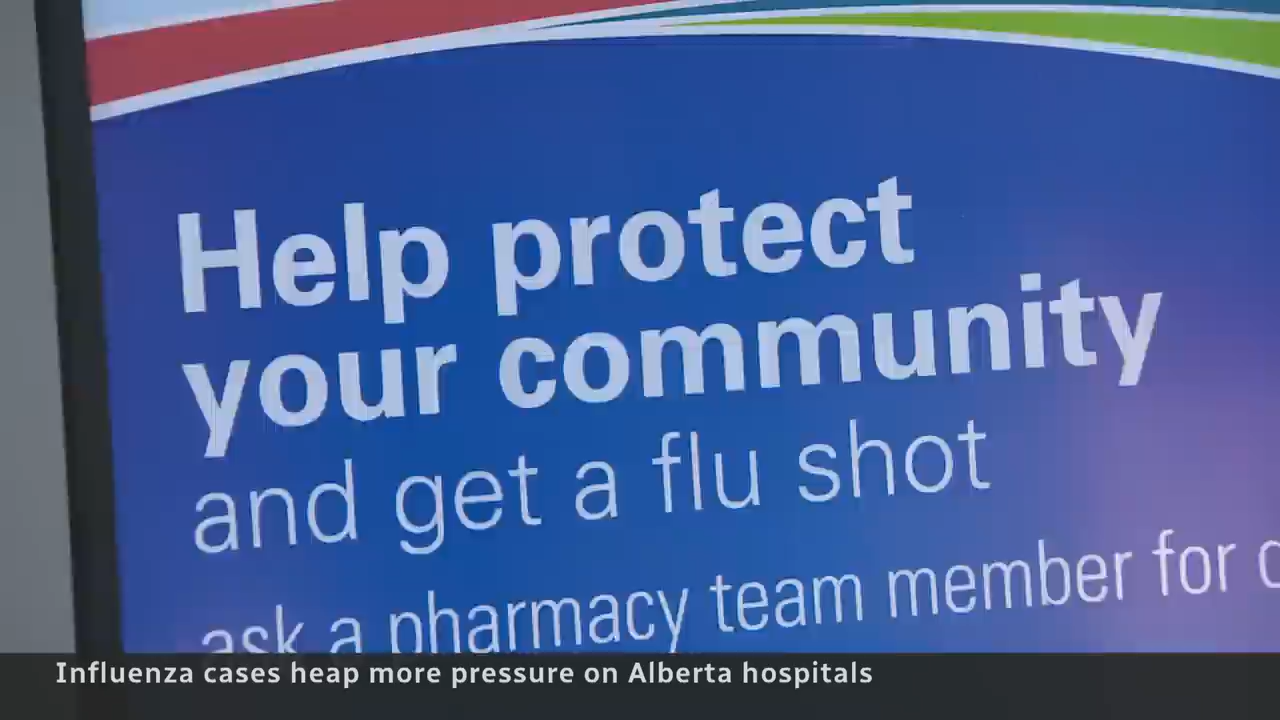 Help protect
your community
and get a flu shot
ask a pharmacy team member for
Influenza cases heap more pressure on Alberta hospitals